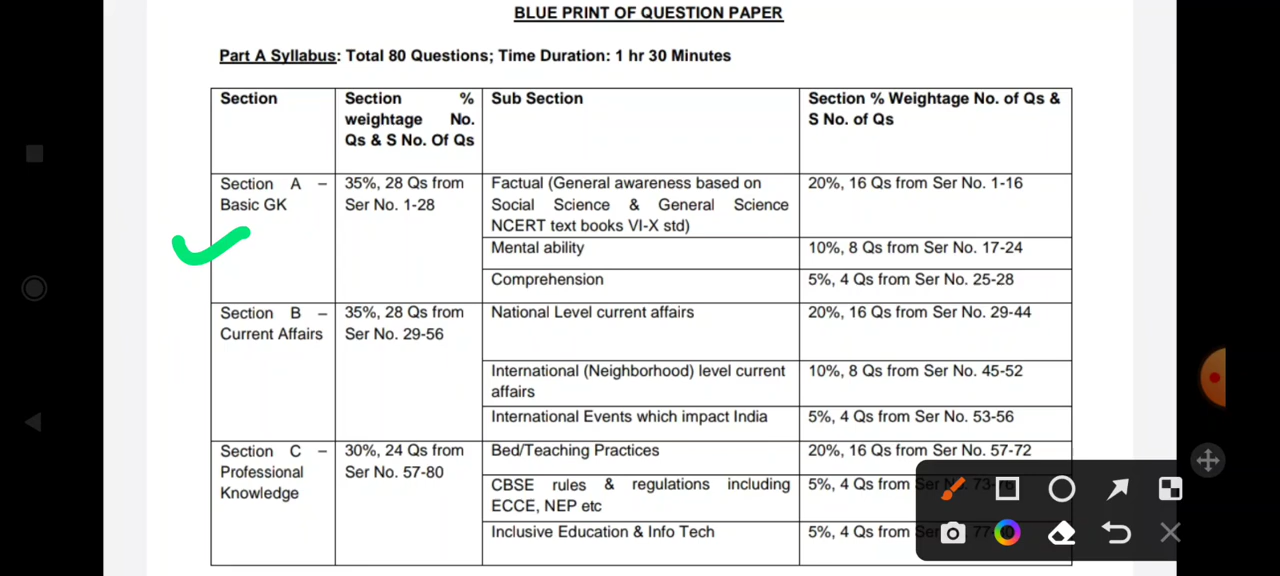 BLUE PRINT OF QUESTION PAPER
Part A Syllabus: Total 80 Questions; Time Duration: 1 hr 30 Minutes
Section
Section %
weightage No.
Qs & S No. Of Qs
Sub Section
Section % Weightage No. of Qs &
S No. of Qs
Section A –
Basic GK
35%, 28 Qs from
Ser No. 1-28
Factual (General awareness based on
Social Science & General Science
NCERT text books VI-X std)
20%, 16 Qs from Ser No. 1-16
Mental ability
10%, 8 Qs from Ser No. 17-24
Comprehension
5%, 4 Qs from Ser No. 25-28
Section B –
Current Affairs
35%, 28 Qs from
Ser No. 29-56
National Level current affairs
20%, 16 Qs from Ser No. 29-44
International (Neighborhood) level current
affairs
10%, 8 Qs from Ser No. 45-52
International Events which impact India
5%, 4 Qs from Ser No. 53-56
Section C –
Professional
Knowledge
30%, 24 Qs from
Ser No. 57-80
Bed/Teaching Practices
20%, 16 Qs from Ser No. 57-72
CBSE rules & regulations including
ECCE, NEP etc
5%, 4 Qs from
Inclusive Education & Info Tech
5%, 4 Qs from